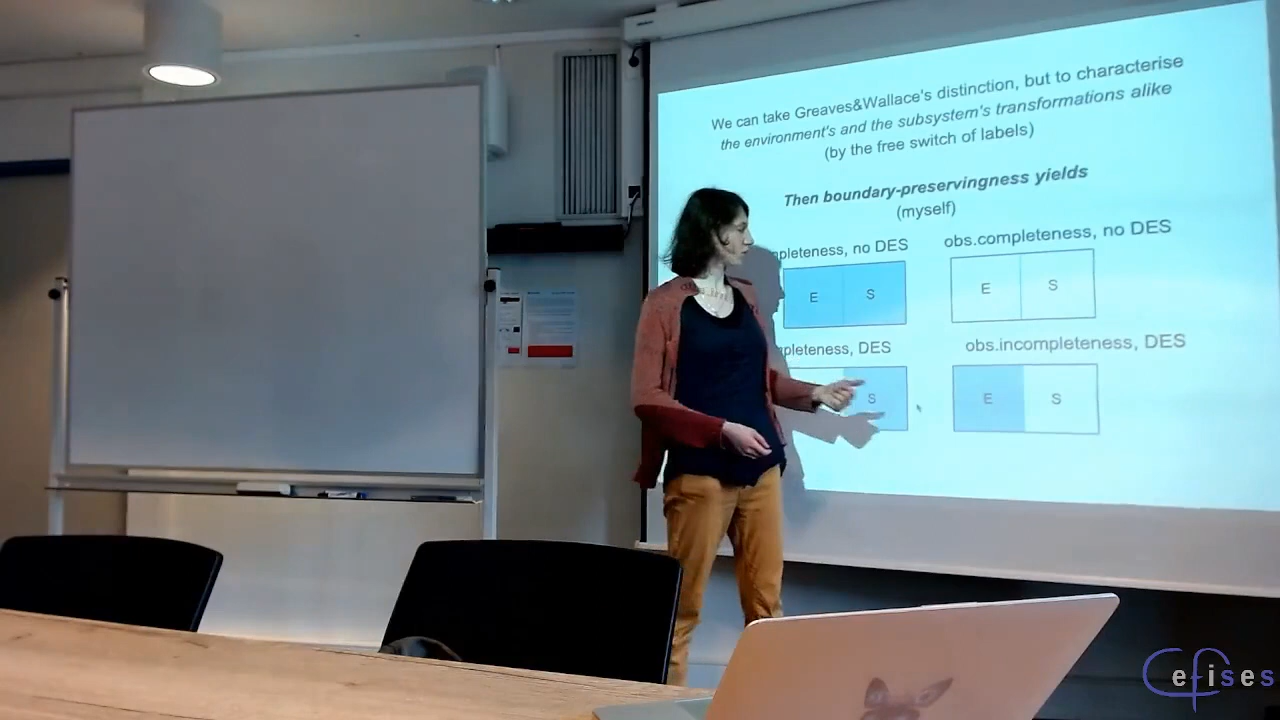 We can take Greaves&Wallace's distinction, but to characterise
the environment's and the subsystem's transformations alike
(by the free switch of labels)
Then boundary-preservingness yields
(myself)
pleteness, no DES
obs.completeness, no DES
E S
E S
pleteness, DES
obs.incompleteness, DES
S
E S
efises